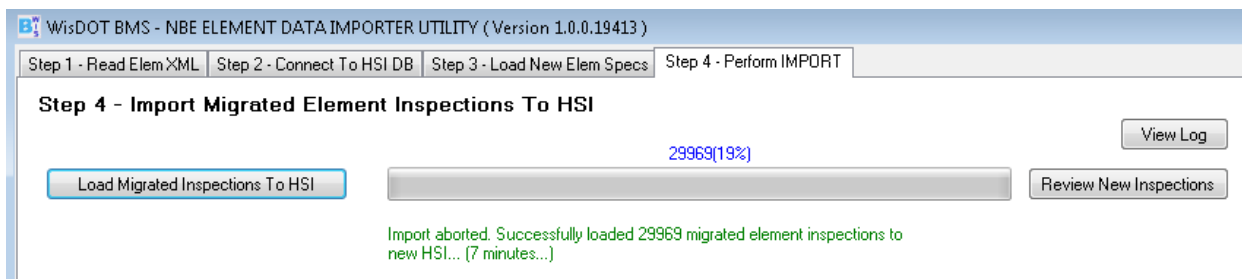 WisDOT BMS - NBE ELEMENT DATA IMPORTER UTILITY ( Version 1.0.0.19413 )
Step 1 - Read Elem XML Step 2 - Connect To HSI DB Step 3 - Load New Elem Specs Step 4 - Perform IMPORT
Step 4 - Import Migrated Element Inspections To HSI
View Log
29969(19%)
Load Migrated Inspections To HSI Review New Inspections
Import aborted. Successfully loaded 29969 migrated element inspections to
new HSI... (7 minutes...)